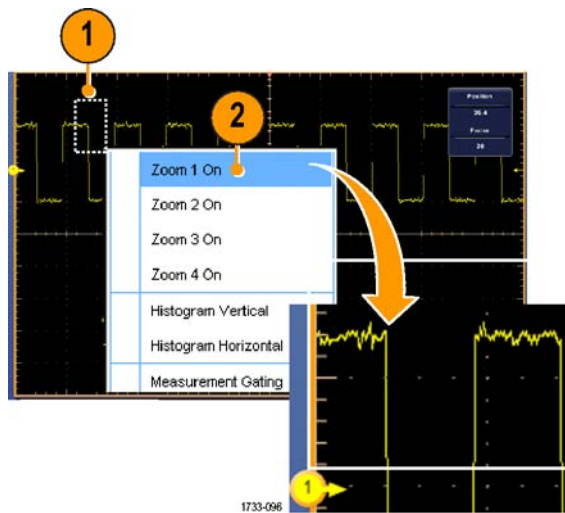 1
2
Position
Factor
Zoom 1 On
Zoom 2 On
Zoom 3 On
Zoom 4 On
Histogram Vertical
Histogram Horizontal
Measurement Gating
1
1733-096